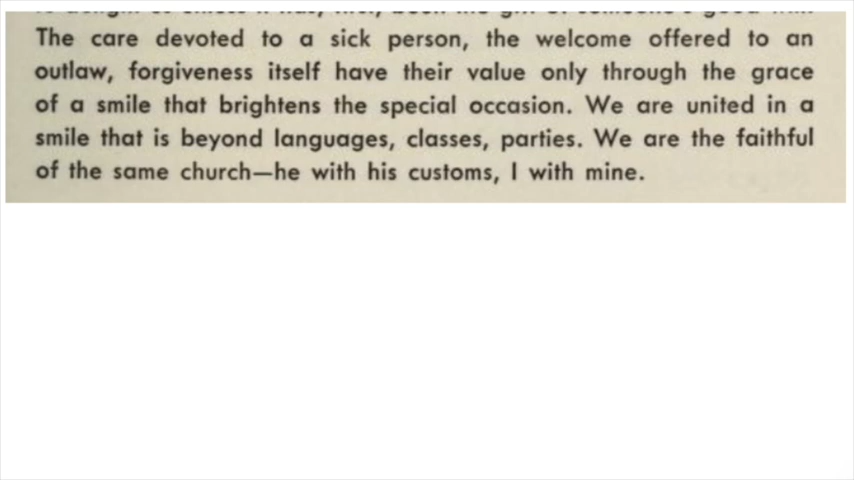 The care devoted to a sick person, the welcome offered to an
outlaw, forgiveness itself have their value only through the grace
of a smile that brightens the special occasion. We are united in a
smile that is beyond languages, classes, parties. We are the faithful
of the same church—he with his customs, I with mine.